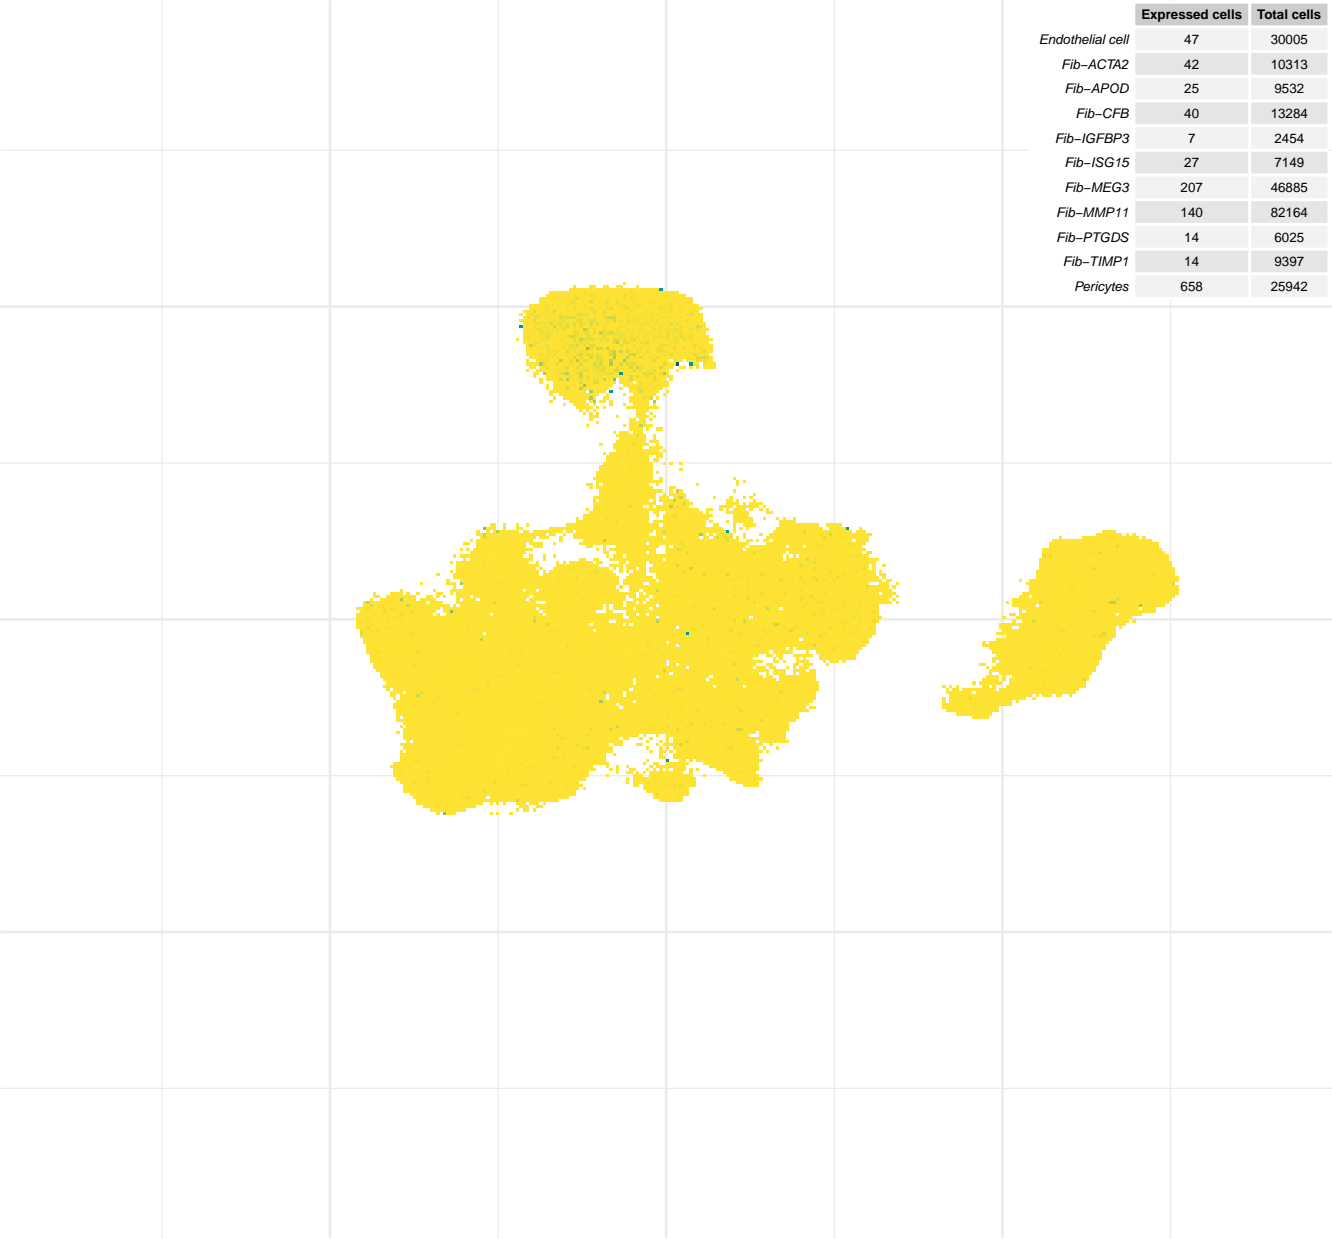 Expressed cells Total cells
Endothelial cell 47 30005
Fib−ACTA2 42 10313
Fib−APOD 25 9532
Fib−CFB 40 13284
Fib−IGFBP3 7 2454
Fib−ISG15 27 7149
Fib−MEG3 207 46885
Fib−MMP11 140 82164
Fib−PTGDS 14 6025
Fib−TIMP1 14 9397
Pericytes 658 25942